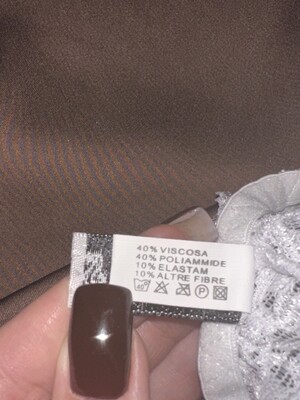 40% VISCOSA
40% POLIAMMIDE
10% ELASTAM
10% ALTRE FIBRE